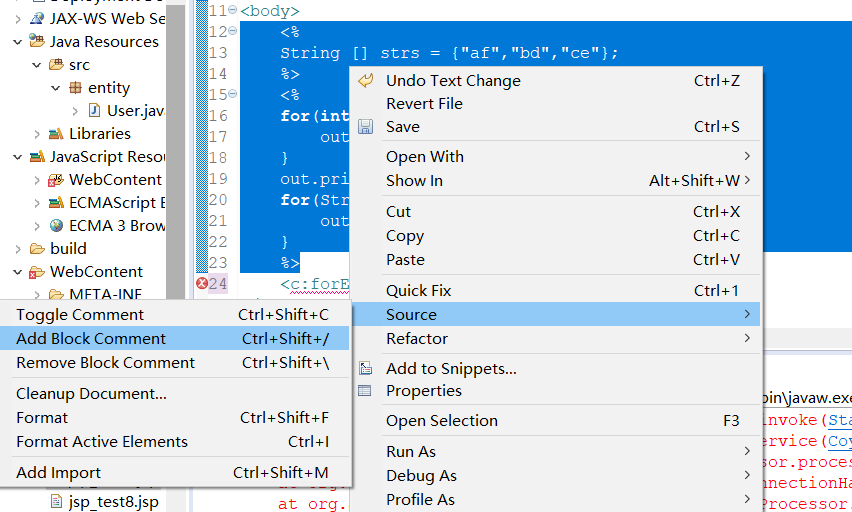 JAX-WS Web Se
Java Resources
src
entity
User.java
Libraries
JavaScript Resou
WebContent
ECMAScript B
ECMA 3 Brow
build
WebContent
META-INF
jsp_test8.jsp
11 <body>
12 <%
13 String [] strs = {"af","bd","ce"};
14 %>
15 <%
16 for(int
17 out
18 }
19 out.pri
20 for(Str
21 out
22 }
23 %>
24 <c:forE
Undo Text Change Ctrl+Z
Revert File
Save Ctrl+S
Open With
Show In Alt+Shift+W
Cut Ctrl+X
Copy Ctrl+C
Paste Ctrl+V
Quick Fix Ctrl+1
Source
Refactor
Add to Snippets...
Properties
Open Selection F3
Run As
Debug As
Profile As
Toggle Comment Ctrl+Shift+C
Add Block Comment Ctrl+Shift+/
Remove Block Comment Ctrl+Shift+\
Cleanup Document...
Format Ctrl+Shift+F
Format Active Elements Ctrl+I
Add Import Ctrl+Shift+M
bin\javaw.exe
invoke(Sta
ervice(Coy
sor.proces
nnectionHa
at org. Processor.